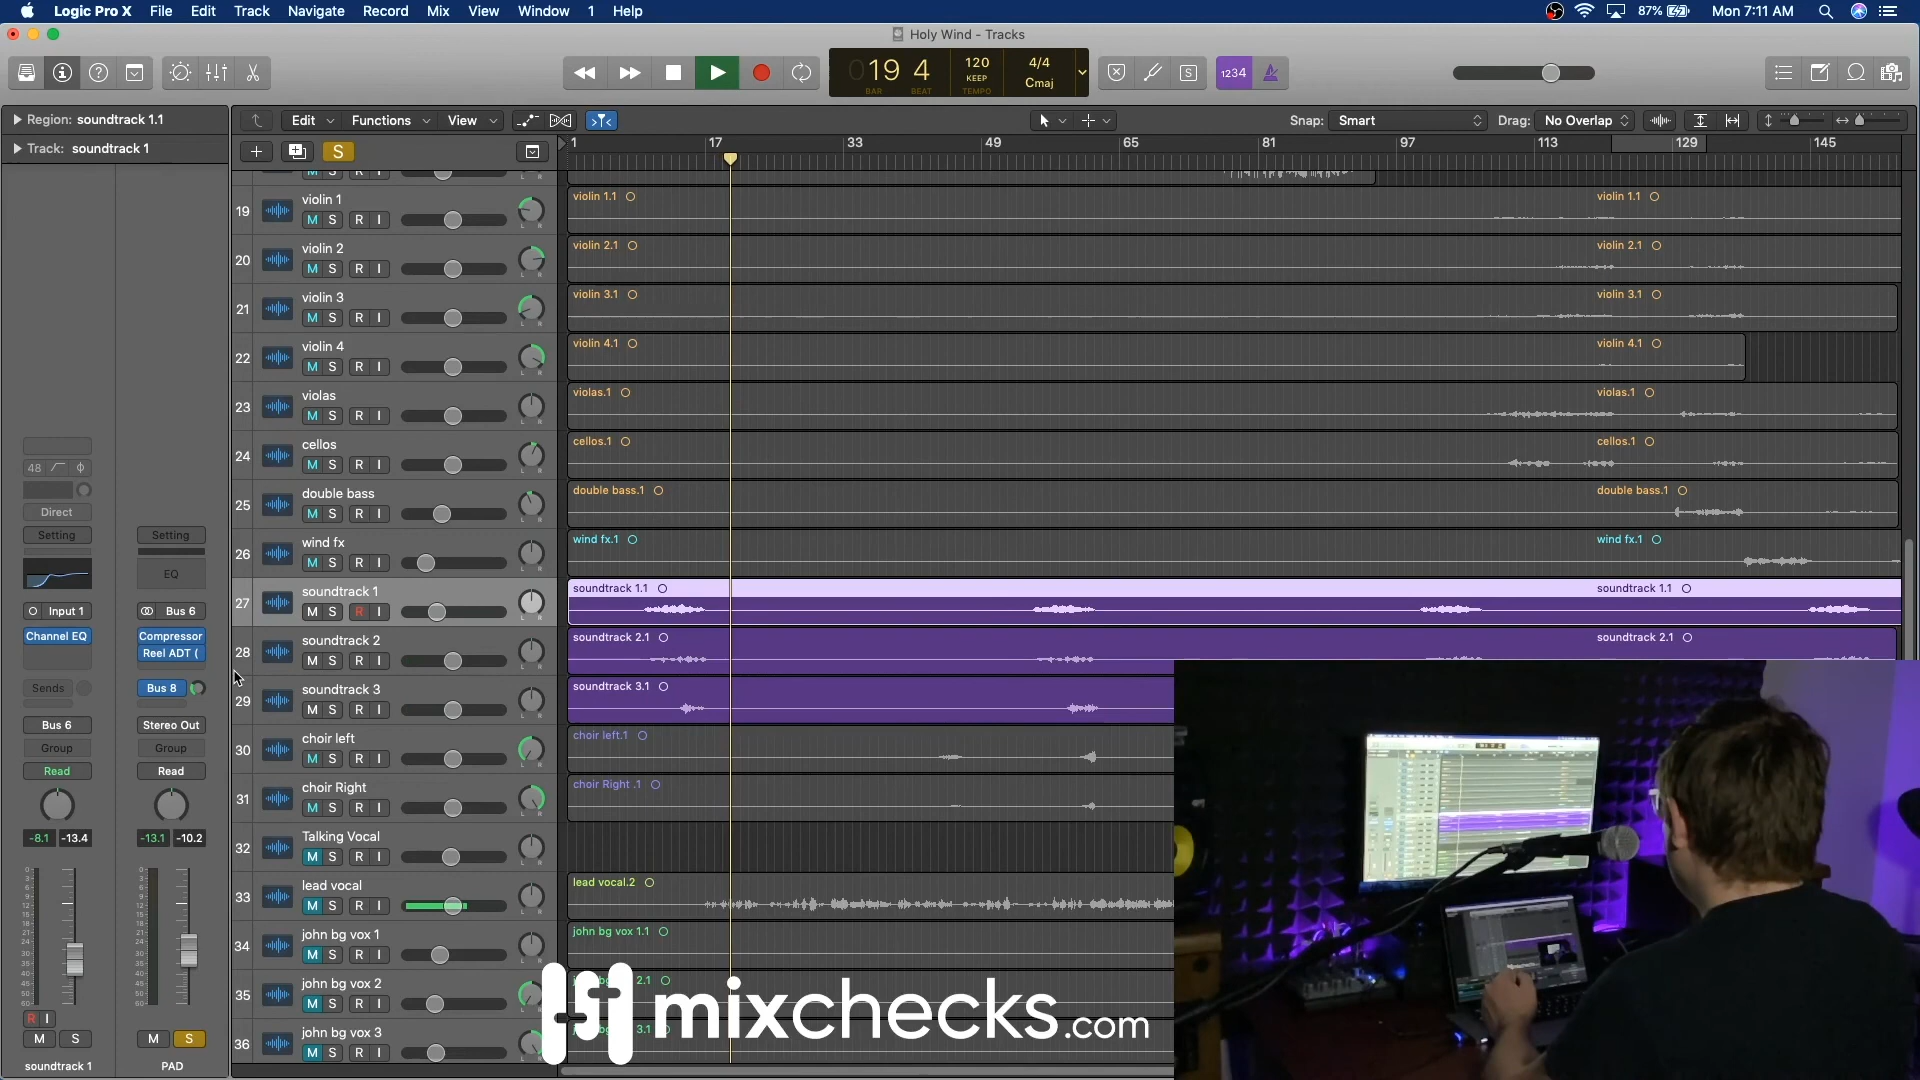 Logic Pro X File Edit Track Navigate Record Mix View Window 1 Help 87% Mon 7:11 AM
Holy Wind - Tracks
019 4 120 4/4
KEEP Cmaj
BAR BEAT TEMPO
1234
S
Region: soundtrack 1.1
Edit Functions View Snap: Smart Drag: No Overlap
Track: soundtrack 1
S
1 17 33 49 65 81 97 113 129 145
19 violin 1 M S R I violin 1.1 violin 1.1
20 violin 2 M S R I violin 2.1 violin 2.1
21 violin 3 M S R I violin 3.1 violin 3.1
22 violin 4 M S R I violin 4.1 violin 4.1
23 violas M S R I violas.1 violas.1
24 cellos M S R I cellos.1 cellos.1
25 double bass M S R I double bass.1 double bass.1
26 wind fx M S R I wind fx.1 wind fx.1
27 soundtrack 1 M S R I soundtrack 1.1 soundtrack 1.1
28 soundtrack 2 M S R I soundtrack 2.1 soundtrack 2.1
29 soundtrack 3 M S R I soundtrack 3.1
30 choir left M S R I choir left.1
31 choir Right M S R I choir Right .1
32 Talking Vocal M S R I
33 lead vocal M S R I lead vocal.2
34 john bg vox 1 M S R I john bg vox 1.1
35 john bg vox 2 M S R I 2.1
36 john bg vox 3 M S R I 3.1
48
Direct
Setting Setting
EQ
Input 1 Bus 6
Channel EQ Compressor
Reel ADT (
Sends Bus 8
Bus 6 Stereo Out
Group Group
Read Read
-8.1 -13.4 -13.1 -10.2
R I
M S M S
soundtrack 1 PAD
mixchecks.com